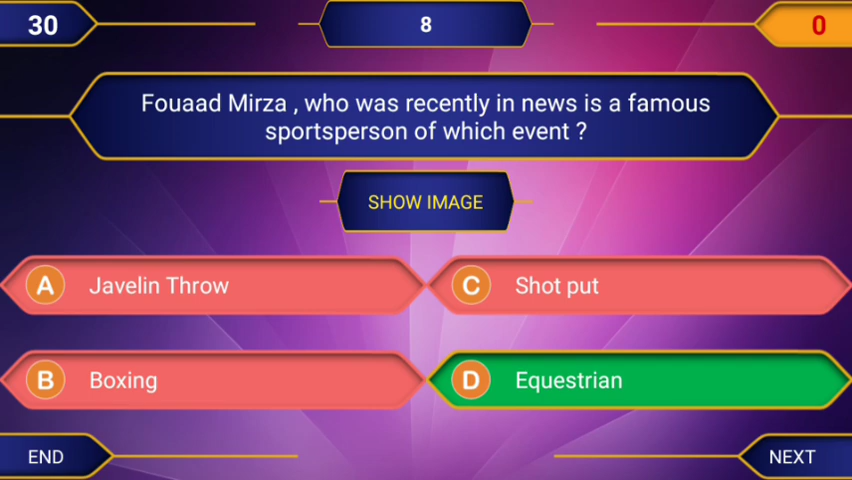 30
8
0
Fouaad Mirza , who was recently in news is a famous
sportsperson of which event ?
SHOW IMAGE
A Javelin Throw
C Shot put
B Boxing
D Equestrian
END
NEXT